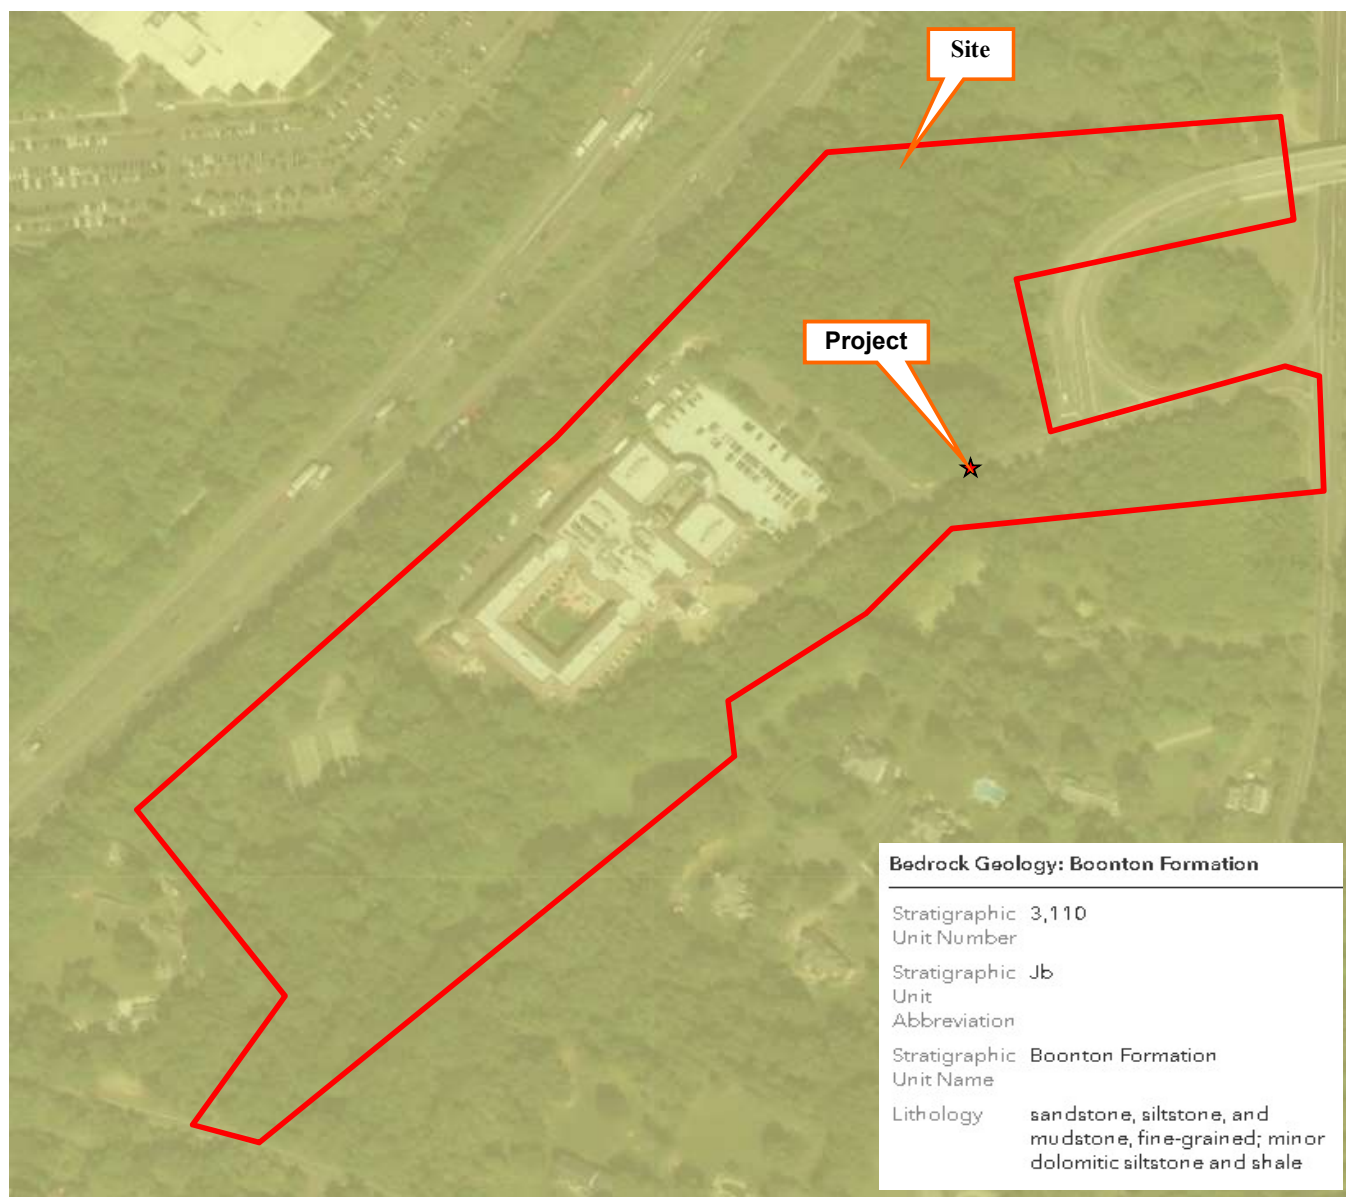 Site
Project
Bedrock Geology: Boonton Formation
Stratigraphic 3,110
Unit Number
Stratigraphic Jb
Unit
Abbreviation
Stratigraphic Boonton Formation
Unit Name
Lithology sandstone, siltstone, and
mudstone, fine-grained; minor
dolomitic siltstone and shale